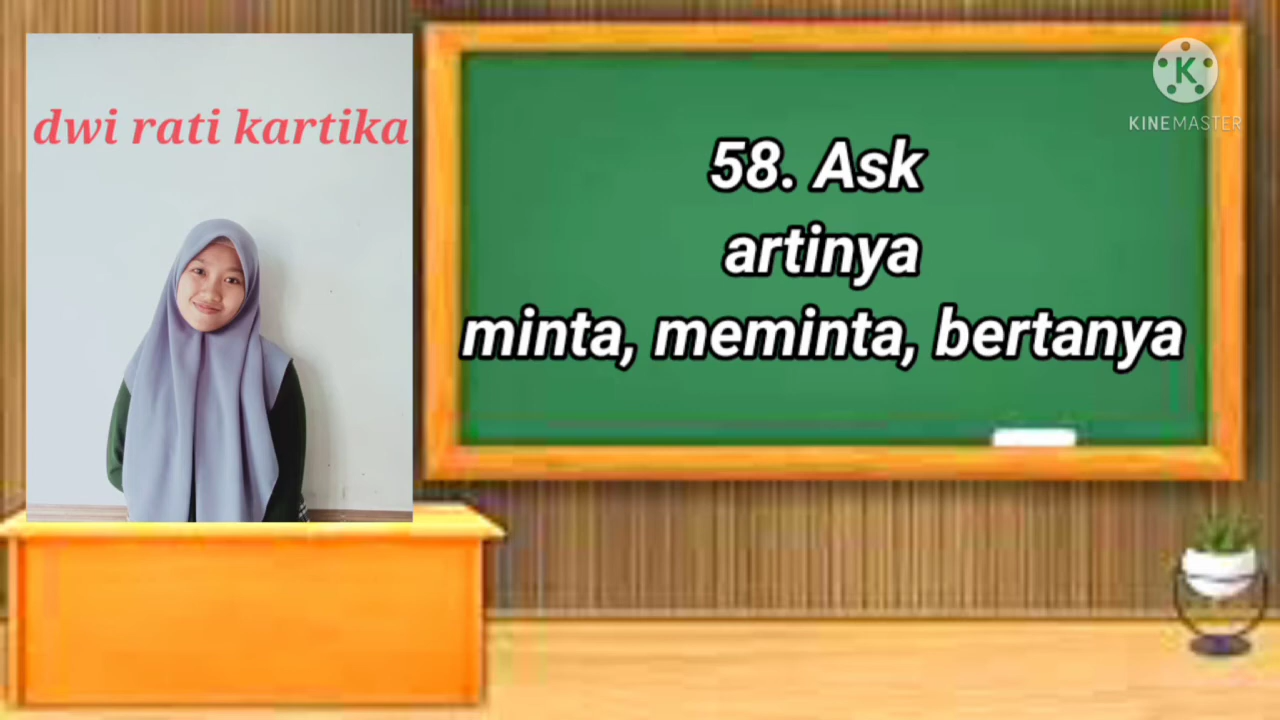 dwi rati kartika
KINEMASTER
58. Ask
artinya
minta, meminta, bertanya